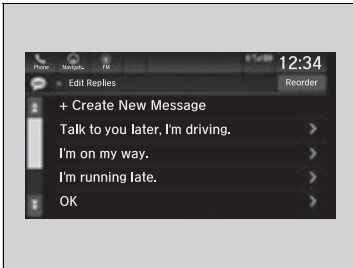 Phone Navigati.. FM
12:34
Edit Replies
Reorder
+ Create New Message
Talk to you later, I'm driving.
I'm on my way.
I'm running late.
OK